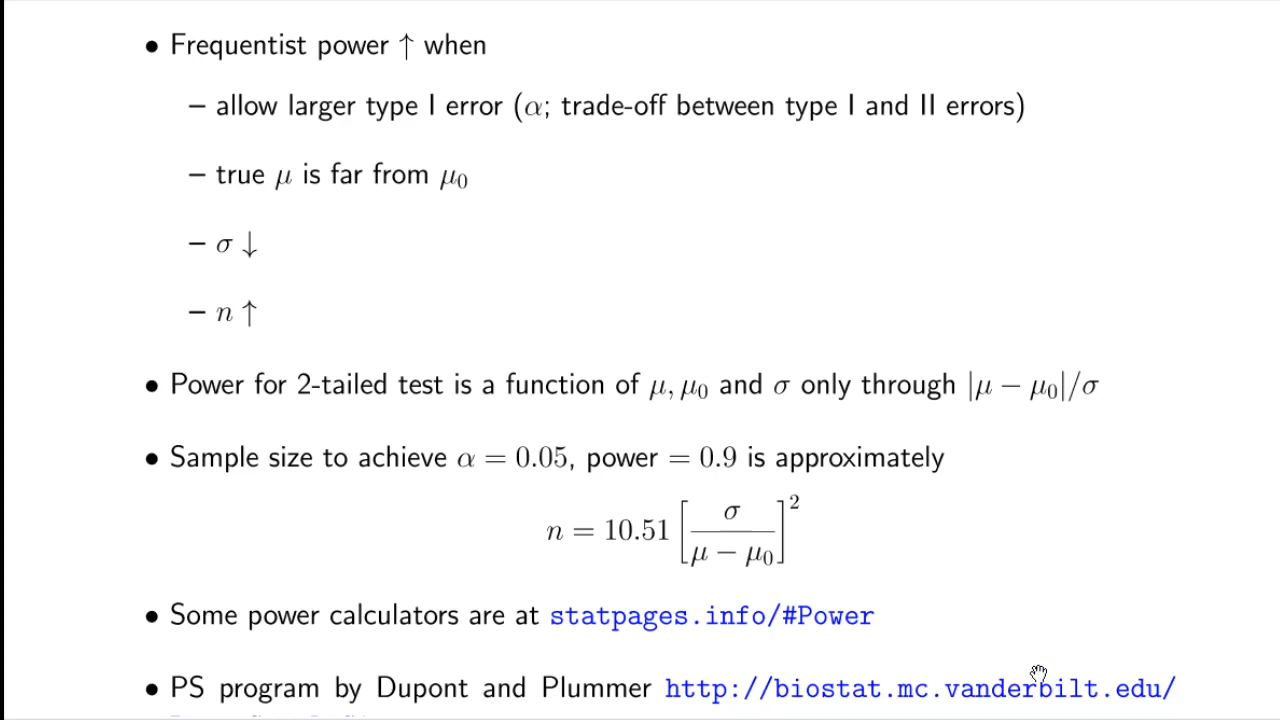 • Frequentist power ↑ when
– allow larger type I error (α; trade-off between type I and II errors)
– true μ is far from μ₀
– σ ↓
– n ↑
• Power for 2-tailed test is a function of μ, μ₀ and σ only through |μ − μ₀|/σ
• Sample size to achieve α = 0.05, power = 0.9 is approximately
n = 10.51 [σ / (μ − μ₀)]²
• Some power calculators are at statpages.info/#Power
• PS program by Dupont and Plummer http://biostat.mc.vanderbilt.edu/